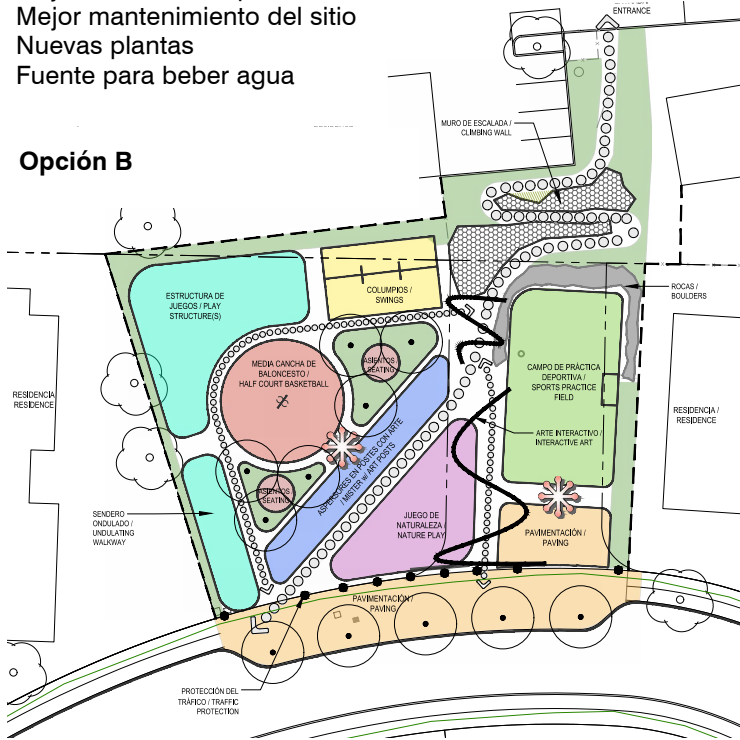 Mejor mantenimiento del sitio
Nuevas plantas
Fuente para beber agua
Opción B
ENTRANCE
MURO DE ESCALADA /
CLIMBING WALL
ESTRUCTURA DE
JUEGOS / PLAY
STRUCTURE(S)
COLUMPIOS /
SWINGS
ROCAS /
BOULDERS
MEDIA CANCHA DE
BALONCESTO /
HALF COURT BASKETBALL
ASIENTOS /
SEATING
CAMPO DE PRÁCTICA
DEPORTIVA /
SPORTS PRACTICE
FIELD
RESIDENCIA
RESIDENCE
RESIDENCIA /
RESIDENCE
ARTE INTERACTIVO /
INTERACTIVE ART
ASPERSORES EN POSTES CON ARTE
/ MISTER w/ ART POSTS
ASIENTOS /
SEATING
SENDERO
ONDULADO /
UNDULATING
WALKWAY
JUEGO DE
NATURALEZA /
NATURE PLAY
PAVIMENTACIÓN /
PAVING
PAVIMENTACIÓN /
PAVING
PROTECCIÓN DEL
TRÁFICO / TRAFFIC
PROTECTION